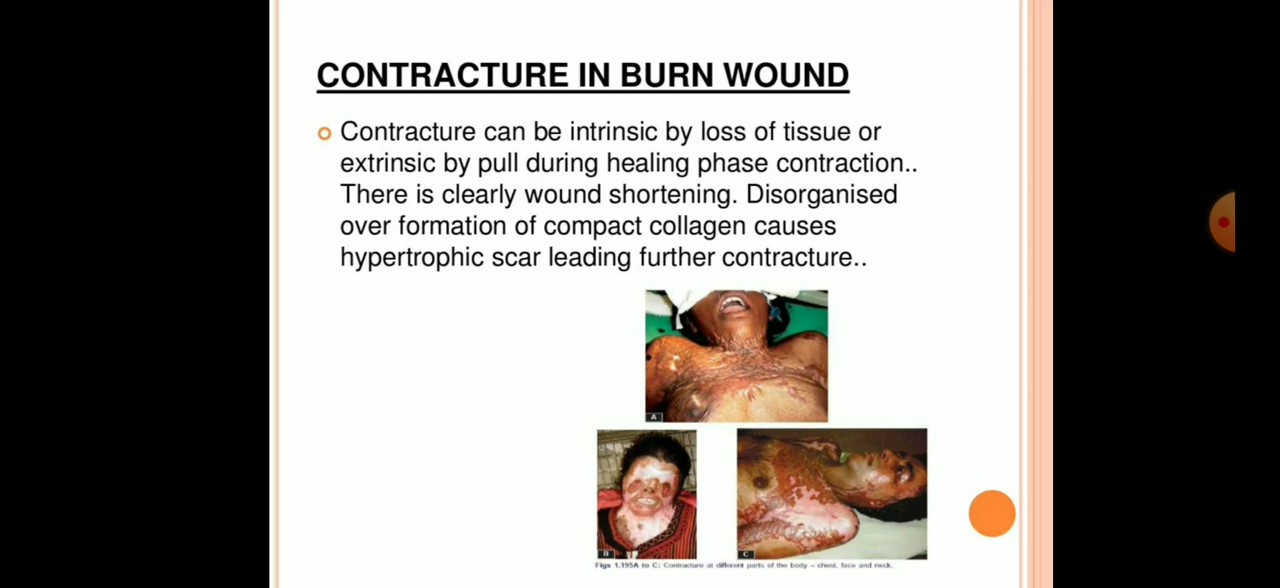 CONTRACTURE IN BURN WOUND
Contracture can be intrinsic by loss of tissue or
extrinsic by pull during healing phase contraction..
There is clearly wound shortening. Disorganised
over formation of compact collagen causes
hypertrophic scar leading further contracture..
A
B
C
Figs 1.195A to C: Contracture at different parts of the body – chest, face and neck.